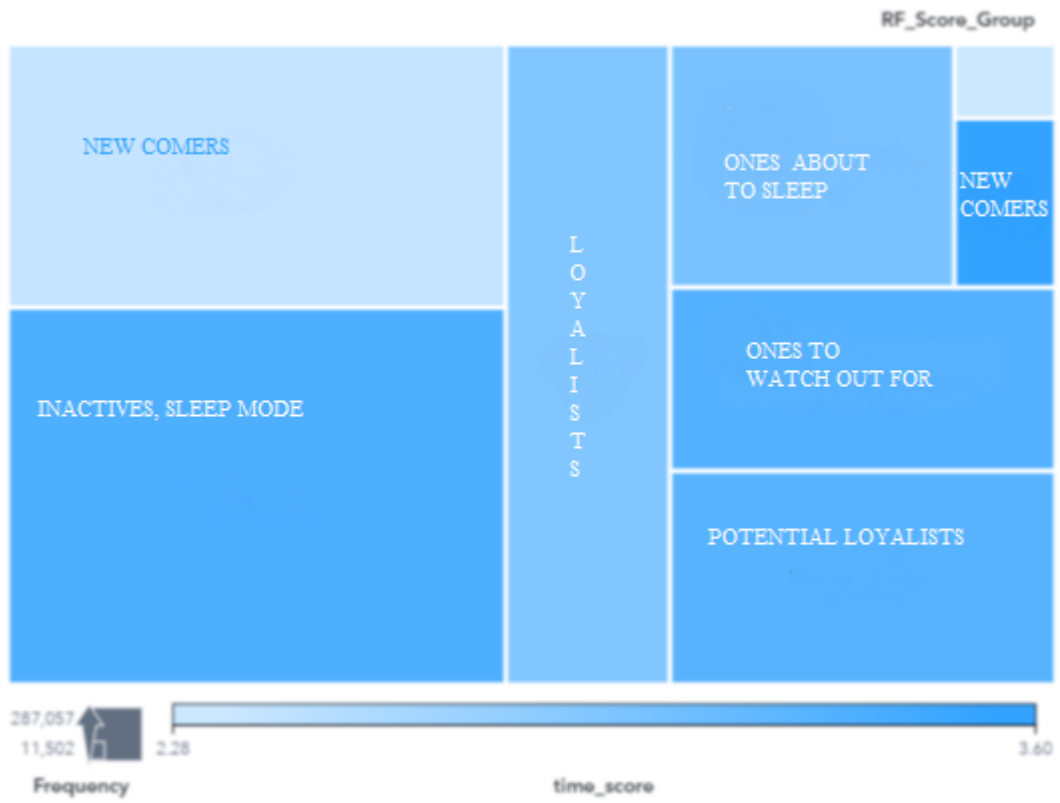 RF_Score_Group
NEW COMERS
INACTIVES, SLEEP MODE
L
O
Y
A
L
I
S
T
S
ONES ABOUT
TO SLEEP
NEW
COMERS
ONES TO
WATCH OUT FOR
POTENTIAL LOYALISTS
287,057
11,502
Frequency
2.28
3.60
time_score